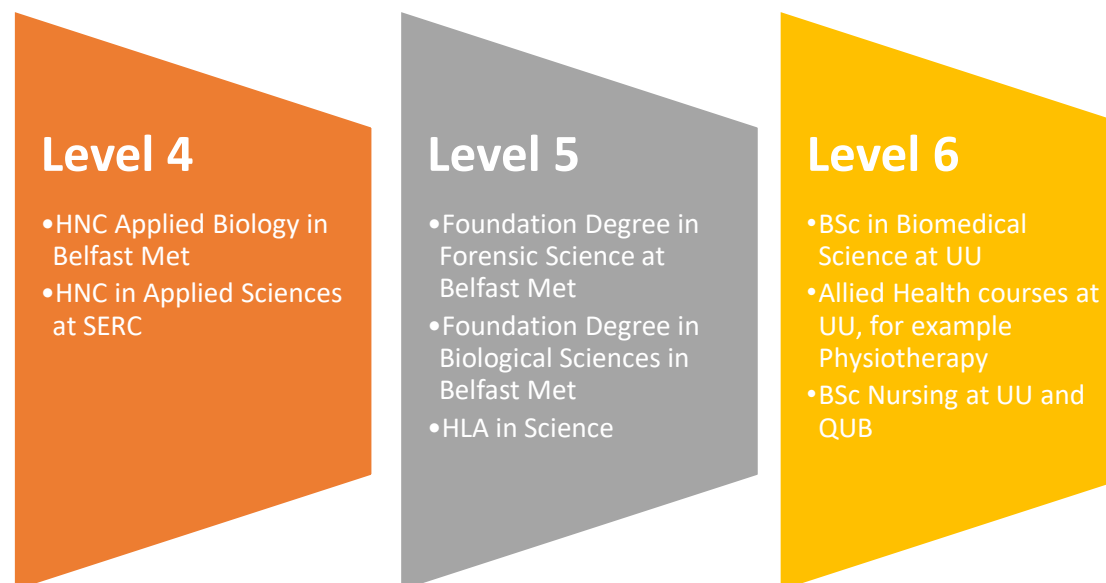 Level 4
•HNC Applied Biology in
Belfast Met
•HNC in Applied Sciences
at SERC
Level 5
•Foundation Degree in
Forensic Science at
Belfast Met
•Foundation Degree in
Biological Sciences in
Belfast Met
•HLA in Science
Level 6
•BSc in Biomedical
Science at UU
•Allied Health courses at
UU, for example
Physiotherapy
•BSc Nursing at UU and
QUB